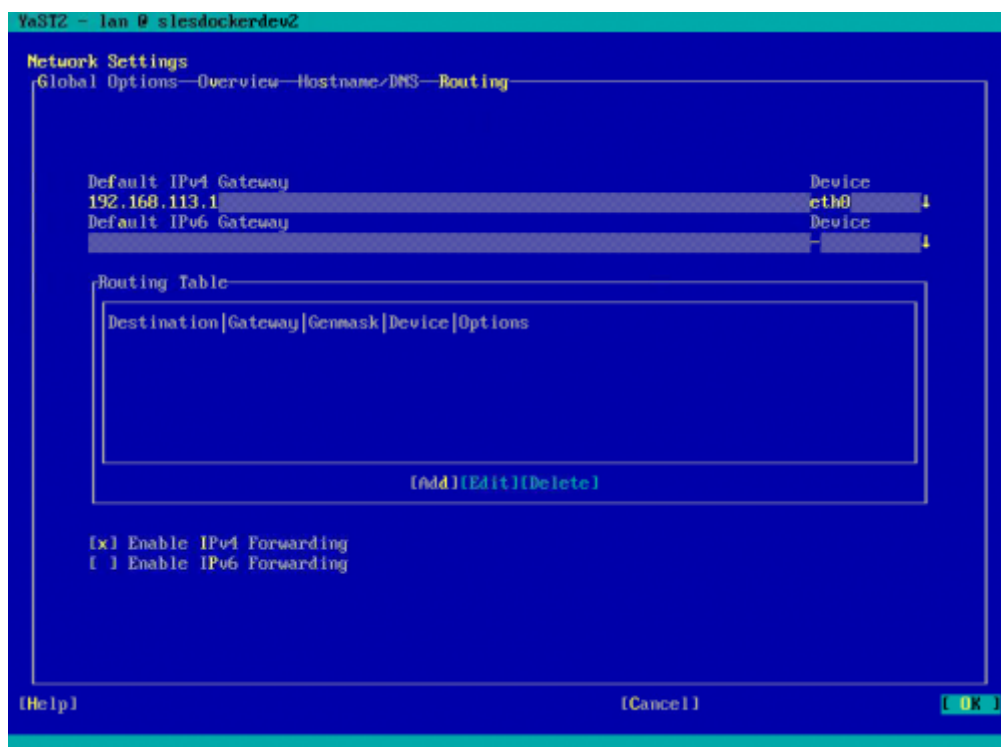 YaST2 - lan @ slesdockerdev2
Network Settings
Global Options—Overview—Hostname/DNS—Routing
Default IPv4 Gateway Device
192.168.113.1 eth0 ↓
Default IPv6 Gateway Device
- ↓
Routing Table
Destination|Gateway|Genmask|Device|Options
[Add][Edit][Delete]
[x] Enable IPv4 Forwarding
[ ] Enable IPv6 Forwarding
[Help] [Cancel] [ OK ]